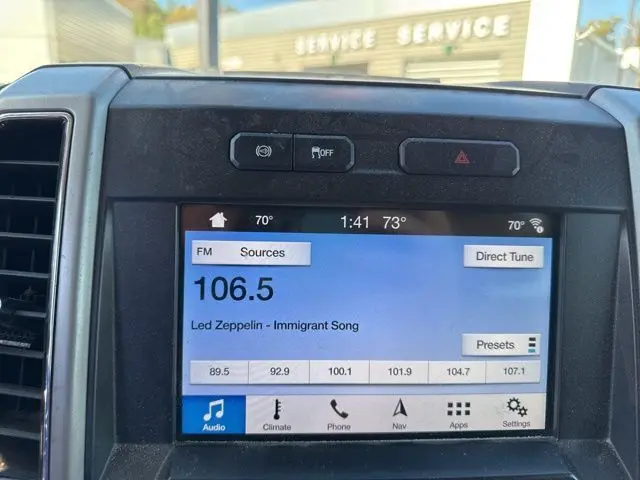 SERVICE SERVICE
OFF
70° 1:41 73° 70°
FM Sources Direct Tune
106.5
Led Zeppelin - Immigrant Song
Presets
89.5 92.9 100.1 101.9 104.7 107.1
Audio Climate Phone Nav Apps Settings